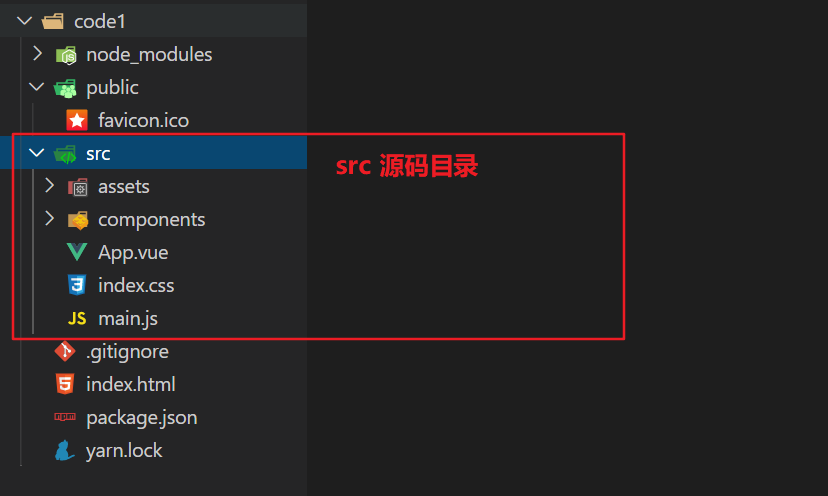 code1
node_modules
public
favicon.ico
src
src 源码目录
assets
components
App.vue
index.css
JS main.js
.gitignore
index.html
package.json
yarn.lock